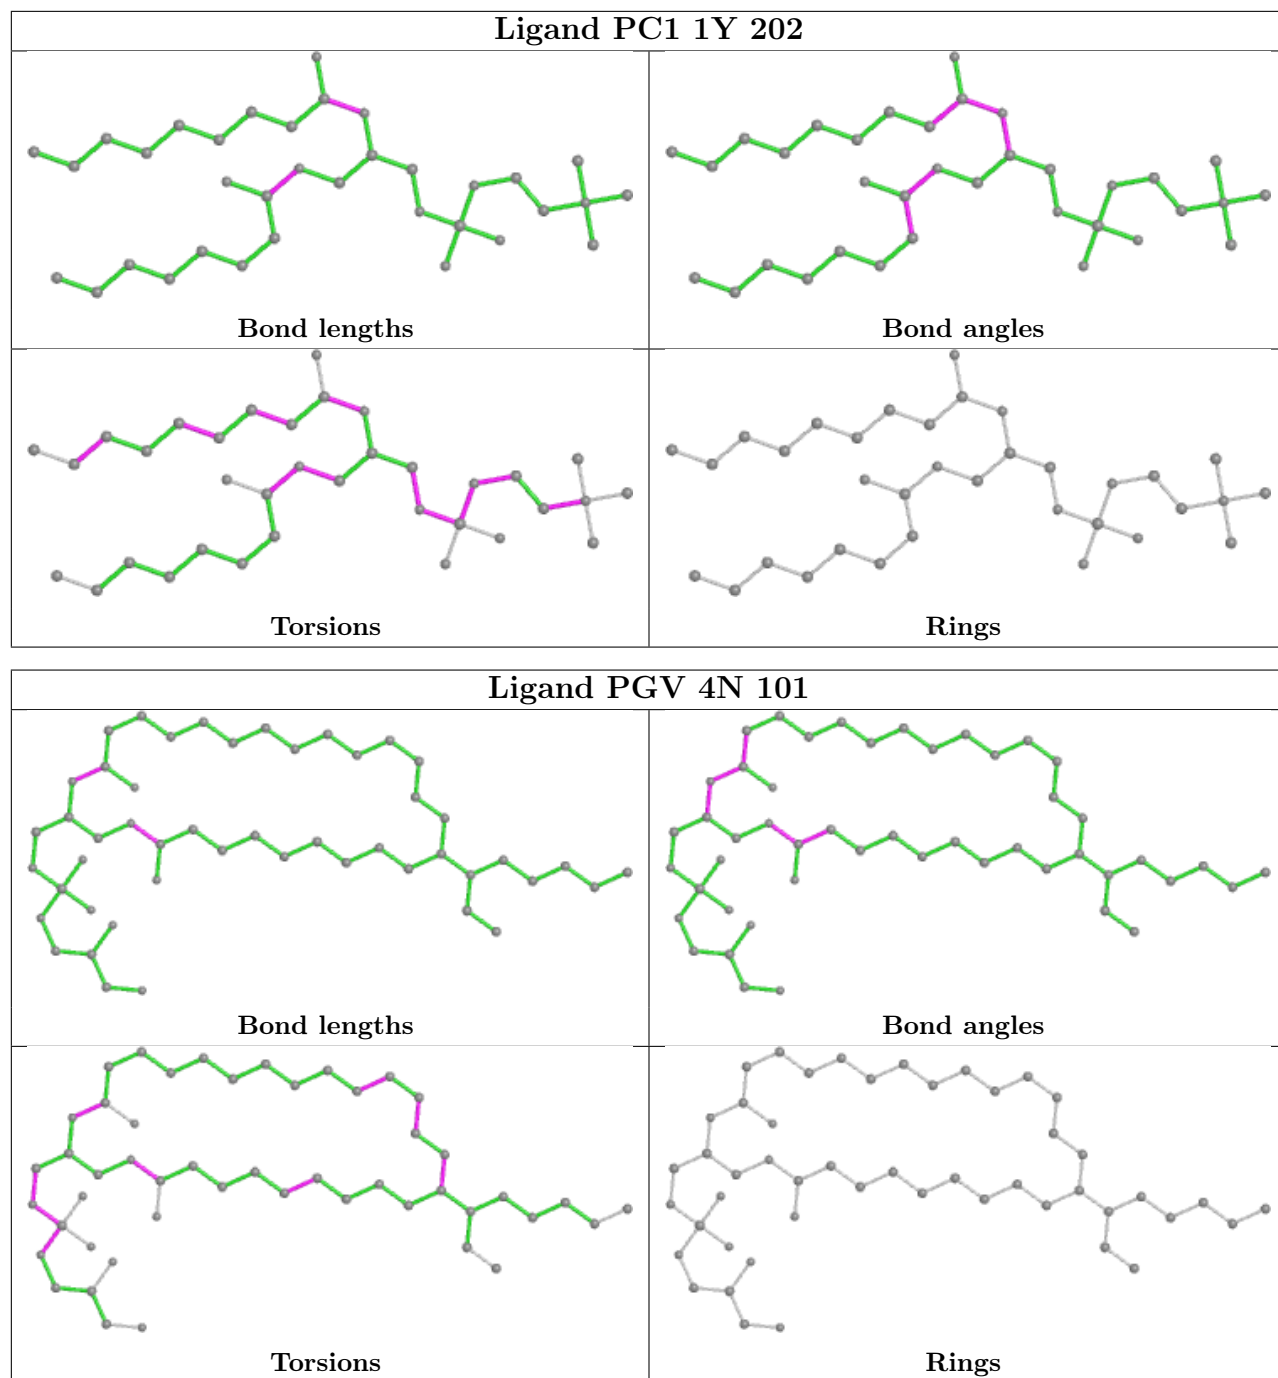 Ligand PC1 1Y 202
Bond lengths
Bond angles
Torsions
Rings
Ligand PGV 4N 101
Bond lengths
Bond angles
Torsions
Rings